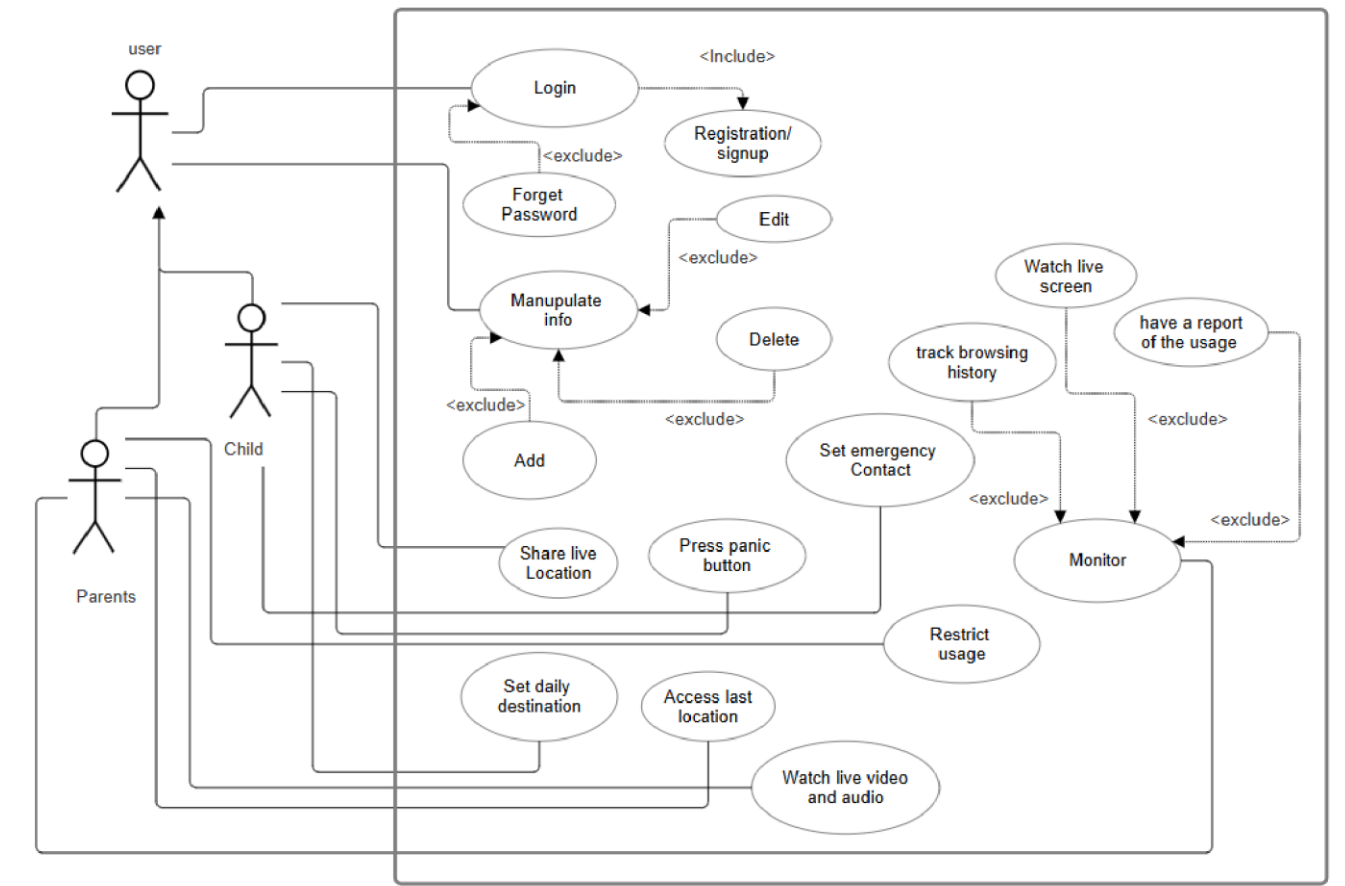 user
<Include>
Login
Registration/
signup
<exclude>
Forget
Password
Edit
<exclude>
Watch live
screen
Manupulate
info
have a report
of the usage
Delete
track browsing
history
<exclude>
<exclude>
<exclude>
Child
Add
Set emergency
Contact
<exclude>
<exclude>
Share live
Location
Press panic
button
Monitor
Parents
Restrict
usage
Set daily
destination
Access last
location
Watch live video
and audio